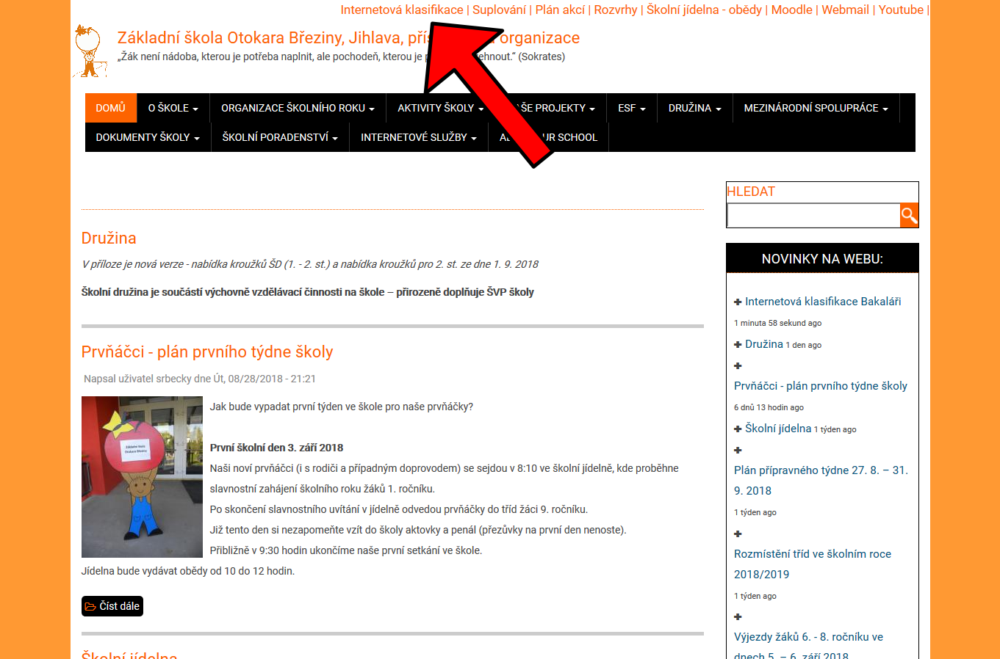 Internetová klasifikace | Suplování | Plán akcí | Rozvrhy | Školní jídelna - obědy | Moodle | Webmail | Youtube |
Základní škola Otokara Březiny, Jihlava, organizace
„Žák není nádoba, kterou je potřeba naplnit, ale pochodeň, kterou je (Sokrates)
DOMŮ O ŠKOLE ORGANIZACE ŠKOLNÍHO ROKU AKTIVITY ŠKOLY PROJEKTY ESF DRUŽINA MEZINÁRODNÍ SPOLUPRÁCE
DOKUMENTY ŠKOLY ŠKOLNÍ PORADENSTVÍ INTERNETOVÉ SLUŽBY SCHOOL
HLEDAT
Družina
V příloze je nová verze - nabídka kroužků ŠD (1. - 2. st.) a nabídka kroužků pro 2. st. ze dne 1. 9. 2018
Školní družina je součástí výchovně vzdělávací činnosti na škole – přirozeně doplňuje ŠVP školy
Prvňáčci - plán prvního týdne školy
Napsal uživatel srbecky dne Út, 08/28/2018 - 21:21
Jak bude vypadat první týden ve škole pro naše prvňáčky?
Základní škola
Otokara Březiny
První školní den 3. září 2018
Naši noví prvňáčci (i s rodiči a případným doprovodem) se sejdou v 8:10 ve školní jídelně, kde proběhne
slavnostní zahájení školního roku žáků 1. ročníku.
Po skončení slavnostního uvítání v jídelně odvedou prvňáčky do tříd žáci 9. ročníku.
Již tento den si nezapomeňte vzít do školy aktovky a penál (přezůvky na první den nenoste).
Přibližně v 9:30 hodin ukončíme naše první setkání ve škole.
Jídelna bude vydávat obědy od 10 do 12 hodin.
Číst dále
Školní jídelna
NOVINKY NA WEBU:
Internetová klasifikace Bakaláři
1 minuta 58 sekund ago
Družina 1 den ago
Prvňáčci - plán prvního týdne školy
6 dnů 13 hodin ago
Školní jídelna 1 týden ago
Plán přípravného týdne 27. 8. – 31.
9. 2018
1 týden ago
Rozmístění tříd ve školním roce
2018/2019
1 týden ago
Výjezdy žáků 6. - 8. ročníku ve
dnech 5. – 6. září 2018